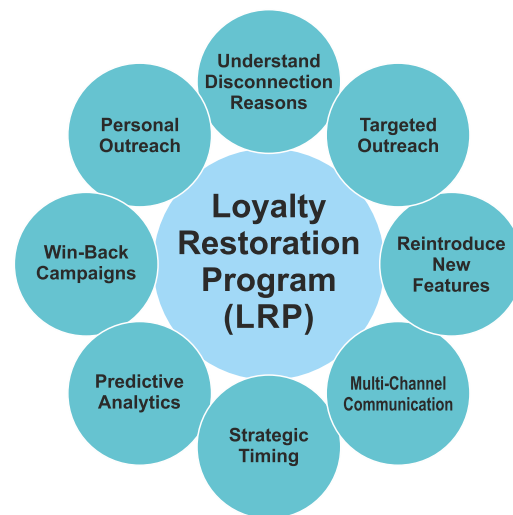 Understand
Disconnection
Reasons
Personal
Outreach
Targeted
Outreach
Loyalty
Restoration
Program
(LRP)
Win-Back
Campaigns
Reintroduce
New
Features
Predictive
Analytics
Multi-Channel
Communication
Strategic
Timing